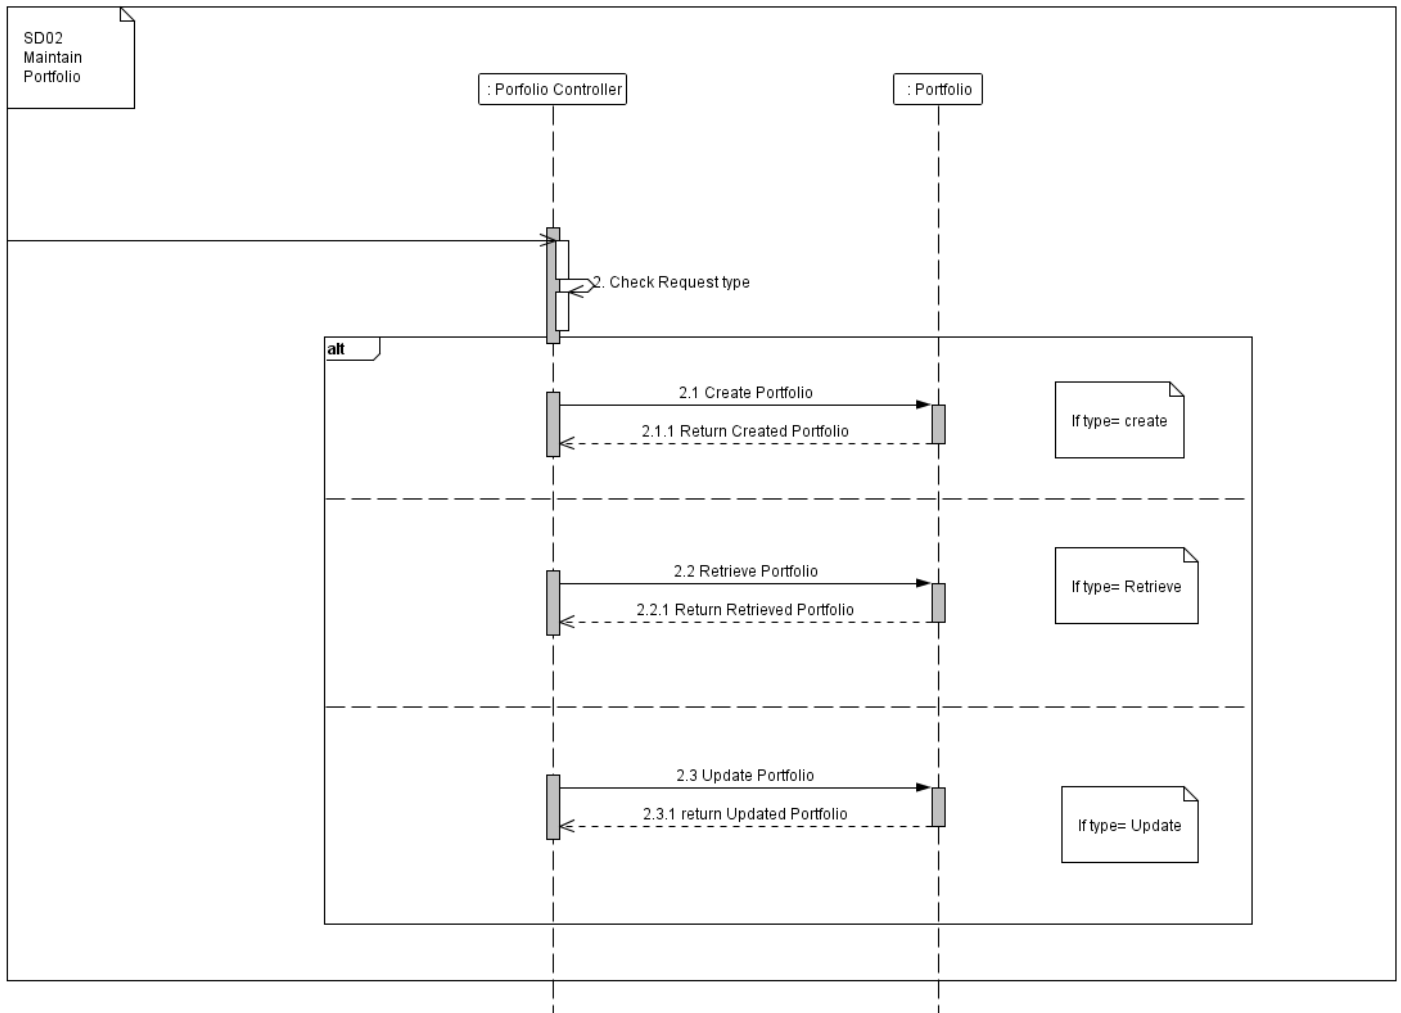 SD02
Maintain
Portfolio
: Porfolio Controller
: Portfolio
2. Check Request type
alt
2.1 Create Portfolio
If type= create
2.1.1 Return Created Portfolio
2.2 Retrieve Portfolio
If type= Retrieve
2.2.1 Return Retrieved Portfolio
2.3 Update Portfolio
2.3.1 return Updated Portfolio
If type= Update